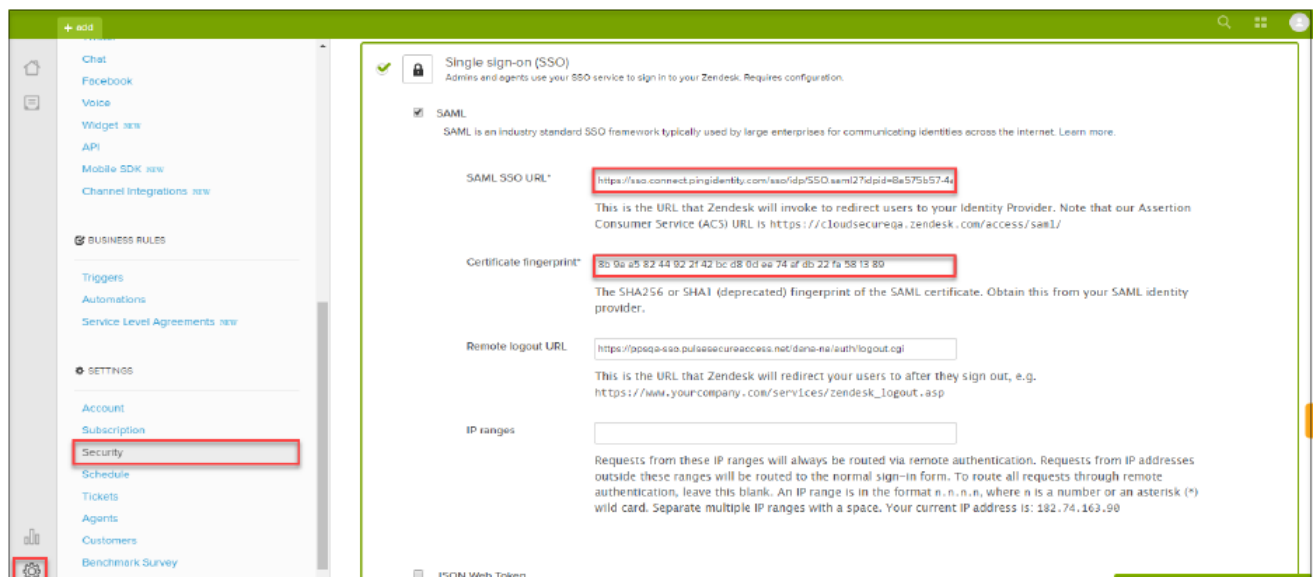 + add
Chat
Facebook
Voice
Widget NEW
API
Mobile SDK NEW
Channel Integrations NEW
BUSINESS RULES
Triggers
Automations
Service Level Agreements NEW
SETTINGS
Account
Subscription
Security
Schedule
Tickets
Agents
Customers
Benchmark Survey
Single sign-on (SSO)
Admins and agents use your SSO service to sign in to your Zendesk. Requires configuration.
SAML
SAML is an industry standard SSO framework typically used by large enterprises for communicating identities across the internet. Learn more.
SAML SSO URL*
https://sso.connect.pingidentity.com/sso/idp/SSO.saml2?idpid=8a575b57-4a
This is the URL that Zendesk will invoke to redirect users to your Identity Provider. Note that our Assertion
Consumer Service (ACS) URL is https://cloudsecureqa.zendesk.com/access/saml/
Certificate fingerprint*
8b 9a a5 82 44 92 2f 42 bc d8 0d ee 74 af db 22 fa 58 13 89
The SHA256 or SHA1 (deprecated) fingerprint of the SAML certificate. Obtain this from your SAML identity
provider.
Remote logout URL
https://ppsqa-sso.pulsesecureaccess.net/dana-na/auth/logout.cgi
This is the URL that Zendesk will redirect your users to after they sign out, e.g.
https://www.yourcompany.com/services/zendesk_logout.asp
IP ranges
Requests from these IP ranges will always be routed via remote authentication. Requests from IP addresses
outside these ranges will be routed to the normal sign-in form. To route all requests through remote
authentication, leave this blank. An IP range is in the format n.n.n.n, where n is a number or an asterisk (*)
wild card. Separate multiple IP ranges with a space. Your current IP address is: 182.74.163.90
JSON Web Token